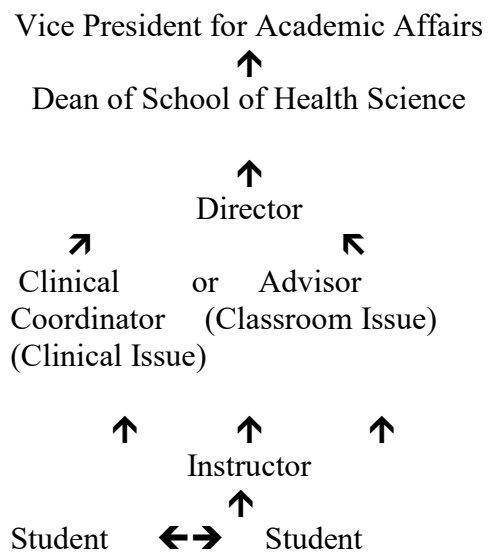 Vice President for Academic Affairs
↑
Dean of School of Health Science
↑
Director
↗ ↖
Clinical or Advisor
Coordinator (Classroom Issue)
(Clinical Issue)
↑ ↑ ↑
Instructor
↑
Student ←→ Student